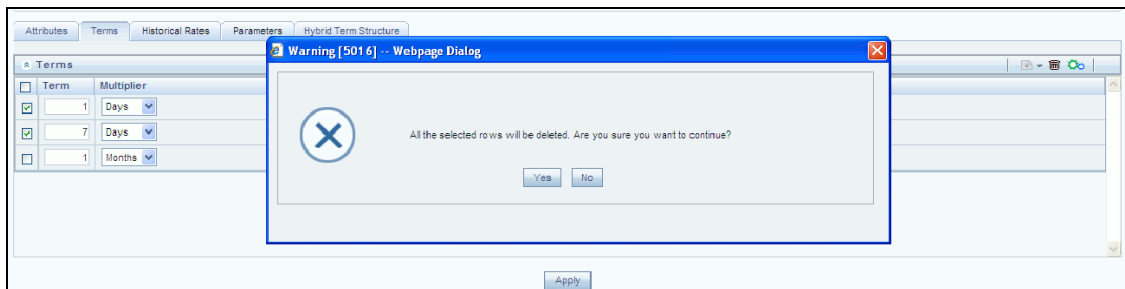 Attributes Terms Historical Rates Parameters Hybrid Term Structure
Warning [5016] -- Webpage Dialog
Terms
Term Multiplier
1 Days
7 Days
1 Months
All the selected rows will be deleted. Are you sure you want to continue?
Yes No
Apply